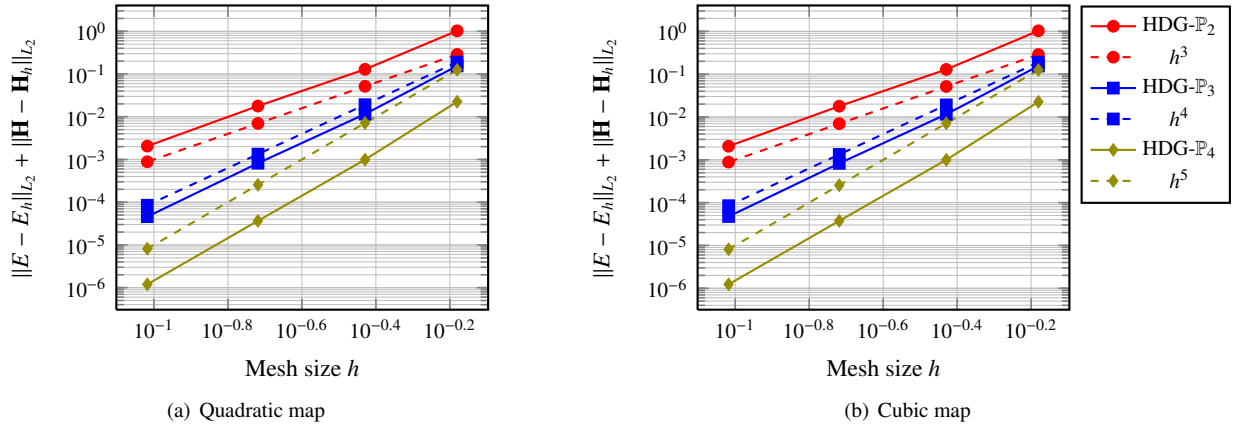 ||E − E_h||_{L_2} + ||𝐇 − 𝐇_h||_{L_2}
10^0
10^{−1}
10^{−2}
10^{−3}
10^{−4}
10^{−5}
10^{−6}
10^{−1}
10^{−0.8}
10^{−0.6}
10^{−0.4}
10^{−0.2}
Mesh size h
(a) Quadratic map
||E − E_h||_{L_2} + ||𝐇 − 𝐇_h||_{L_2}
10^0
10^{−1}
10^{−2}
10^{−3}
10^{−4}
10^{−5}
10^{−6}
10^{−1}
10^{−0.8}
10^{−0.6}
10^{−0.4}
10^{−0.2}
Mesh size h
(b) Cubic map
HDG-ℙ_2
h^3
HDG-ℙ_3
h^4
HDG-ℙ_4
h^5